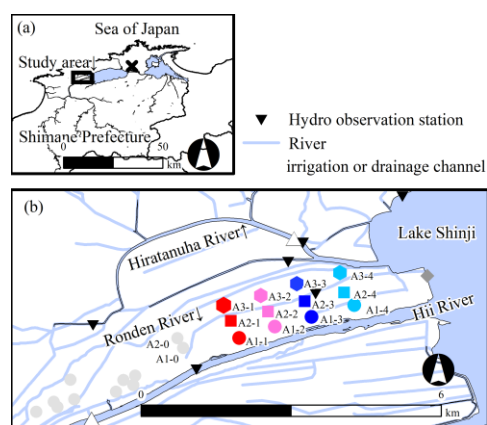 (a)
Sea of Japan
Study area↓
Shimane Prefecture
0 50
km
Hydro observation station
River
irrigation or drainage channel
(b)
Lake Shinji
Hiratanuha River↑
A3-4
A3-3
A3-2
A3-1
A2-4
Hii River
Ronden River↓
A2-3
A2-2
A1-4
A2-1
A1-3
A1-2
A2-0
A1-1
A1-0
0 6
km